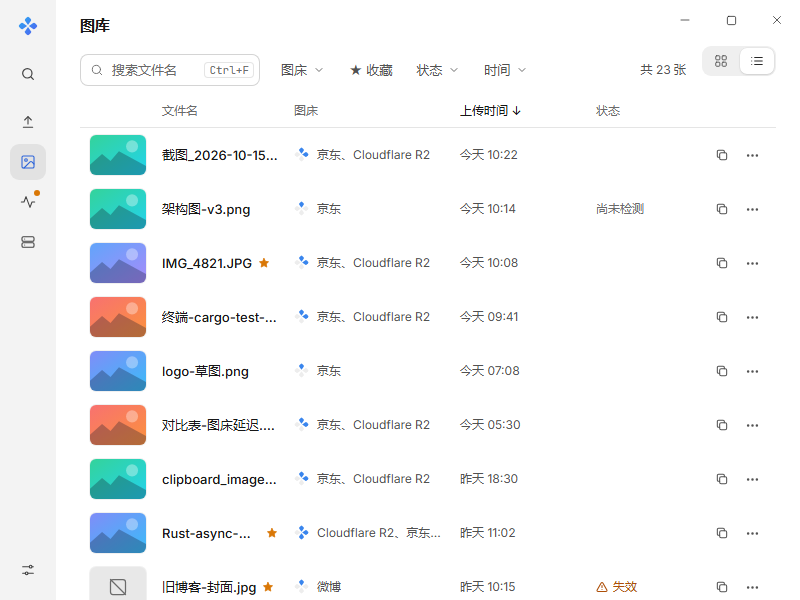 图库
搜索文件名 Ctrl+F 图床 ★ 收藏 状态 时间 共 23 张
文件名 图床 上传时间 ↓ 状态
截图_2026-10-15... 京东、Cloudflare R2 今天 10:22
架构图-v3.png 京东 今天 10:14 尚未检测
IMG_4821.JPG 京东、Cloudflare R2 今天 10:08
终端-cargo-test-... 京东、Cloudflare R2 今天 09:41
logo-草图.png 京东 今天 07:08
对比表-图床延迟.... 京东、Cloudflare R2 今天 05:30
clipboard_image... 京东、Cloudflare R2 昨天 18:30
Rust-async-... Cloudflare R2、京东... 昨天 11:02
旧博客-封面.jpg 微博 昨天 10:15 失效